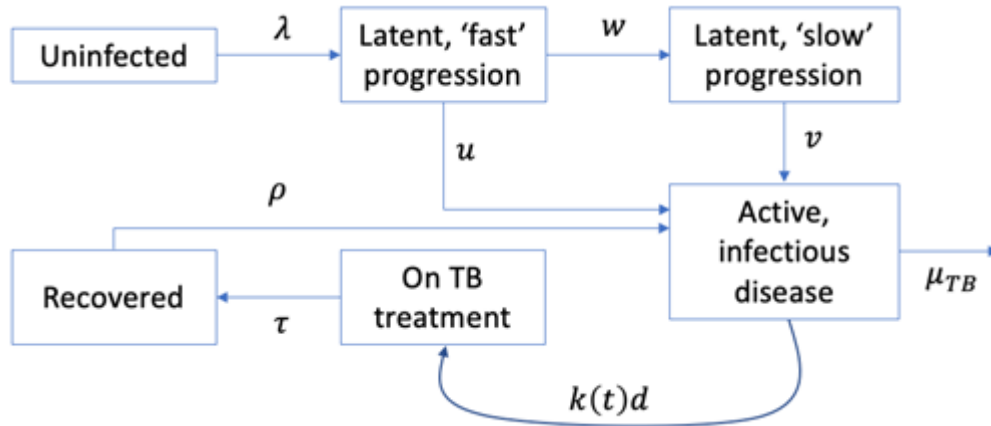 Uninfected
λ
Latent, ‘fast’
progression
w
Latent, ‘slow’
progression
u
v
ρ
Recovered
τ
On TB
treatment
Active,
infectious
disease
μ_TB
k(t)d